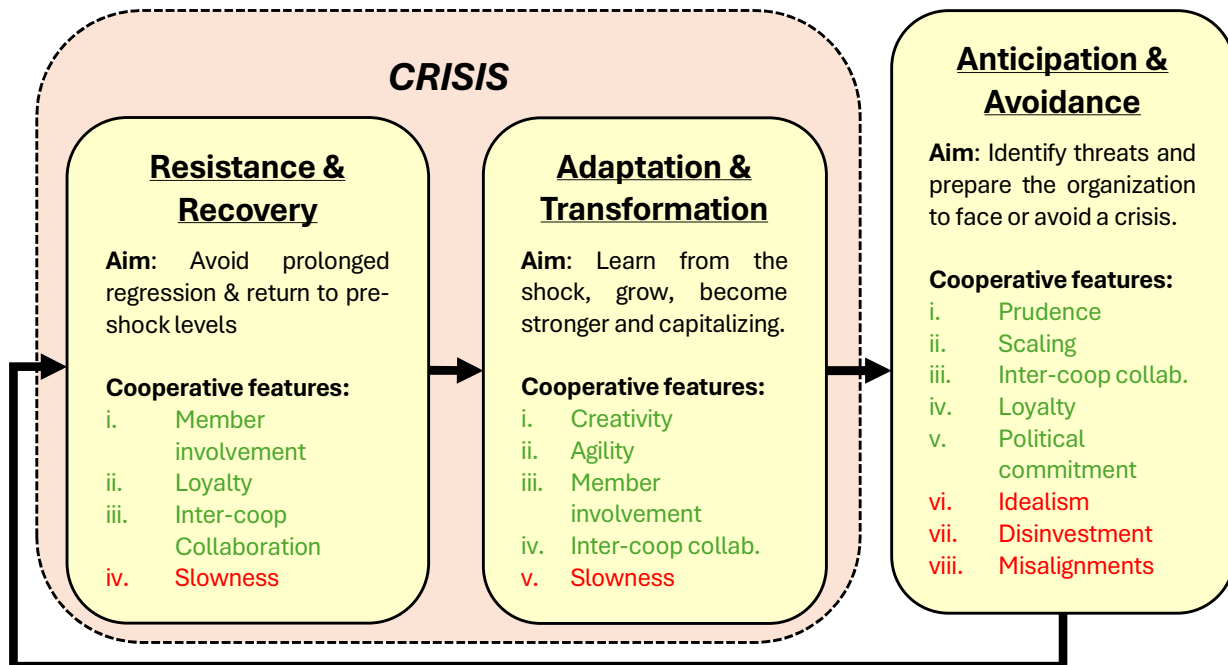 CRISIS
Resistance &
Recovery
Aim: Avoid prolonged
regression & return to pre-
shock levels
Cooperative features:
i. Member
involvement
ii. Loyalty
iii. Inter-coop
Collaboration
iv. Slowness
Adaptation &
Transformation
Aim: Learn from the
shock, grow, become
stronger and capitalizing.
Cooperative features:
i. Creativity
ii. Agility
iii. Member
involvement
iv. Inter-coop collab.
v. Slowness
Anticipation &
Avoidance
Aim: Identify threats and
prepare the organization
to face or avoid a crisis.
Cooperative features:
i. Prudence
ii. Scaling
iii. Inter-coop collab.
iv. Loyalty
v. Political
commitment
vi. Idealism
vii. Disinvestment
viii. Misalignments